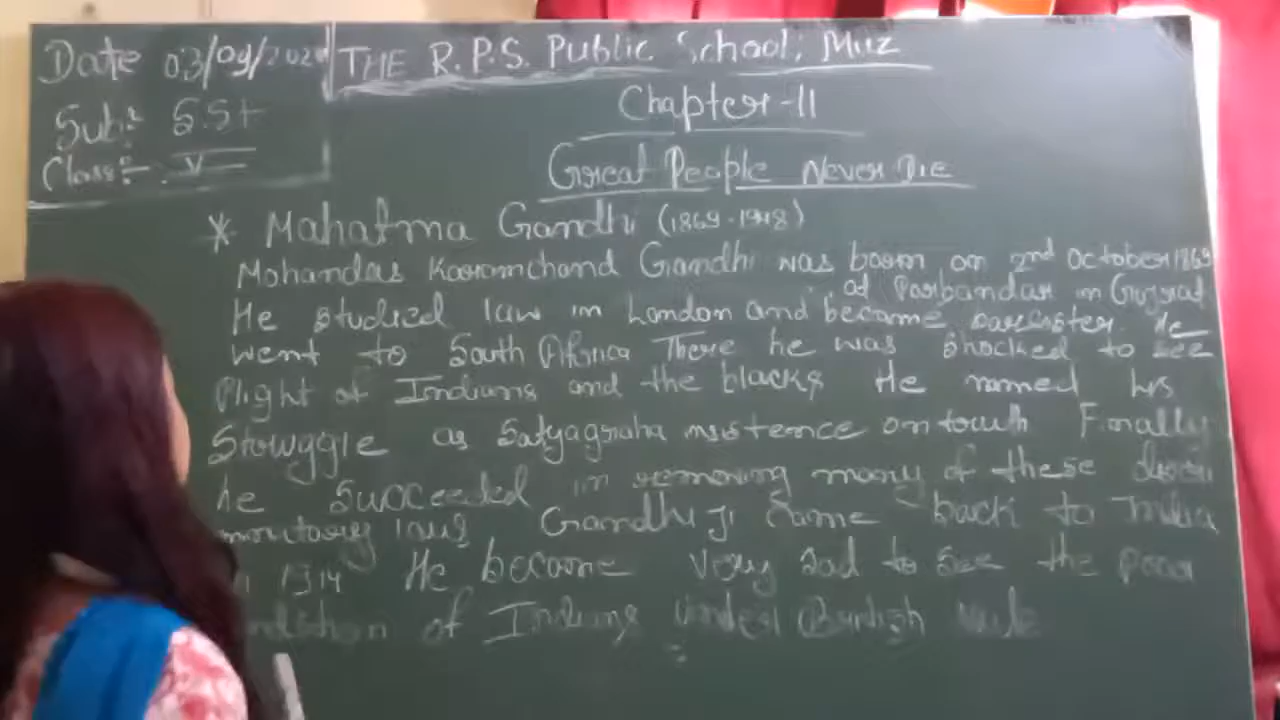 Date 03/09/202
THE R.P.S. Public School, Muz
Sub:- S.St
Class:- V
Chapter-11
Great People Never Die
* Mahatma Gandhi (1869-1948)
Mohandas Karamchand Gandhi was born on 2nd October 1869
at Porbandar in Gujrat
He studied law in London and became barrister. He
went to South Africa There he was shocked to see
Plight of Indians and the blacks He named his
Struggle as Satyagraha insistence on truth Finally
he succeeded in removing many of these discri
minatory laws Gandhi Ji came back to India
1914 He became very sad to see the poor
condition of Indians under British rule